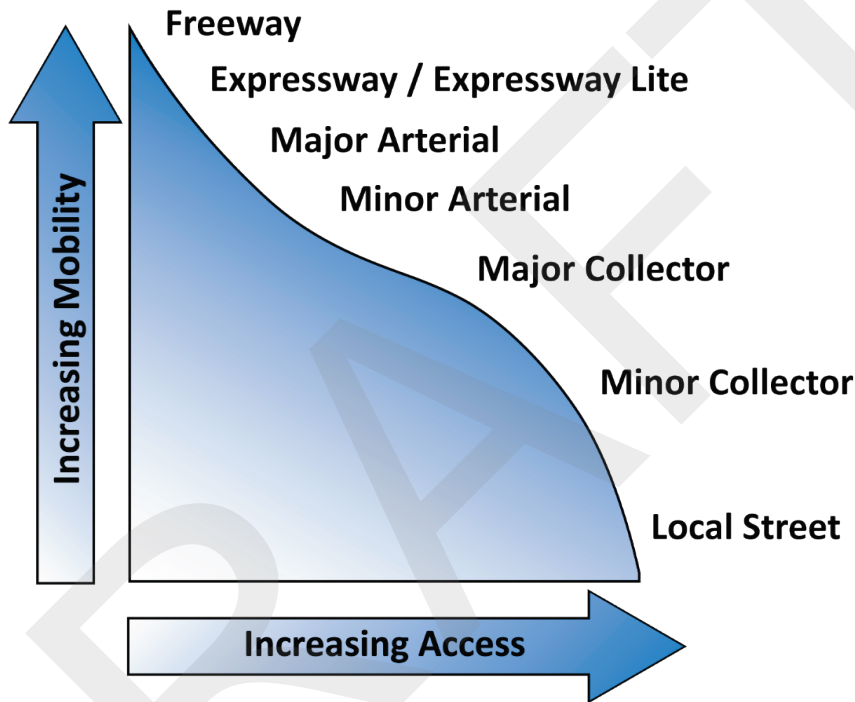 Freeway
Expressway / Expressway Lite
Major Arterial
Minor Arterial
Major Collector
Minor Collector
Local Street
Increasing Mobility
Increasing Access
DRAFT